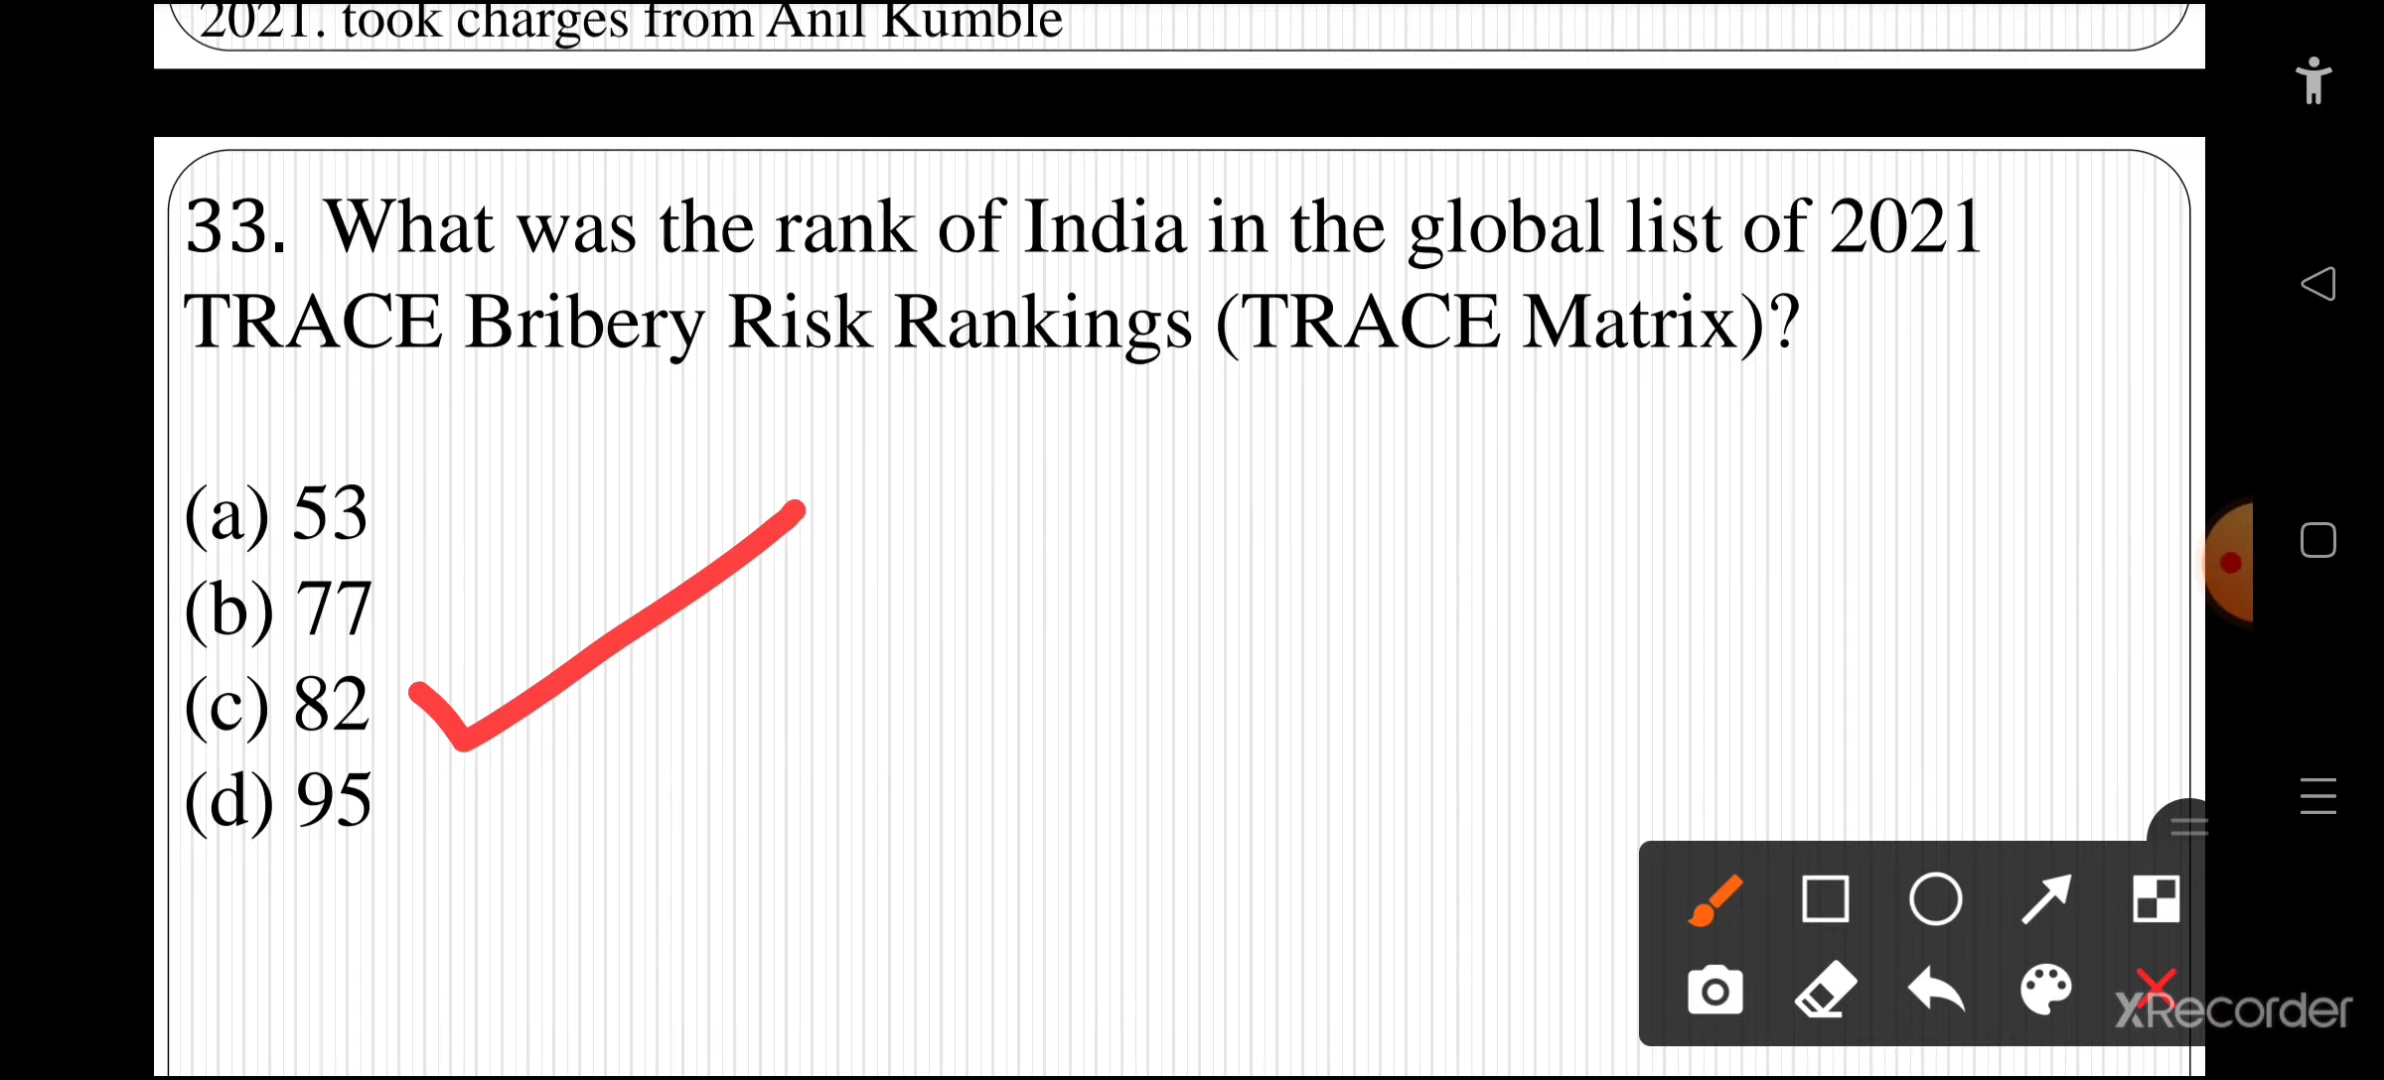 2021. took charges from Anil Kumble
33. What was the rank of India in the global list of 2021
TRACE Bribery Risk Rankings (TRACE Matrix)?
(a) 53
(b) 77
(c) 82
(d) 95
XRecorder